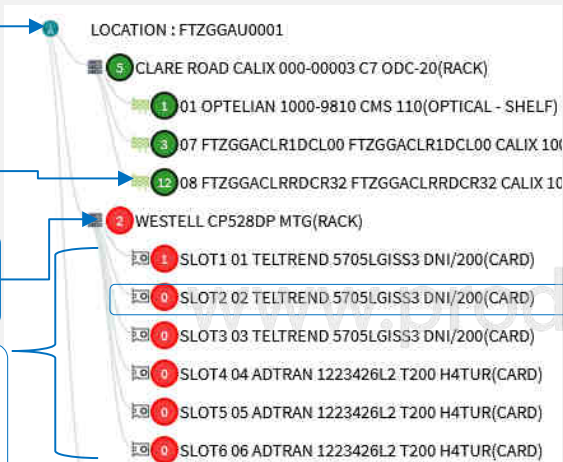 LOCATION : FTZGGAU0001
5 CLARE ROAD CALIX 000-00003 C7 ODC-20(RACK)
1 01 OPTELIAN 1000-9810 CMS 110(OPTICAL - SHELF)
3 07 FTZGGACLR1DCL00 FTZGGACLR1DCL00 CALIX 100
12 08 FTZGGACLRRDCR32 FTZGGACLRRDCR32 CALIX 10
2 WESTELL CP528DP MTG(RACK)
1 SLOT1 01 TELTREND 5705LGISS3 DNI/200(CARD)
0 SLOT2 02 TELTREND 5705LGISS3 DNI/200(CARD)
www.prod
0 SLOT3 03 TELTREND 5705LGISS3 DNI/200(CARD)
0 SLOT4 04 ADTRAN 1223426L2 T200 H4TUR(CARD)
0 SLOT5 05 ADTRAN 1223426L2 T200 H4TUR(CARD)
0 SLOT6 06 ADTRAN 1223426L2 T200 H4TUR(CARD)